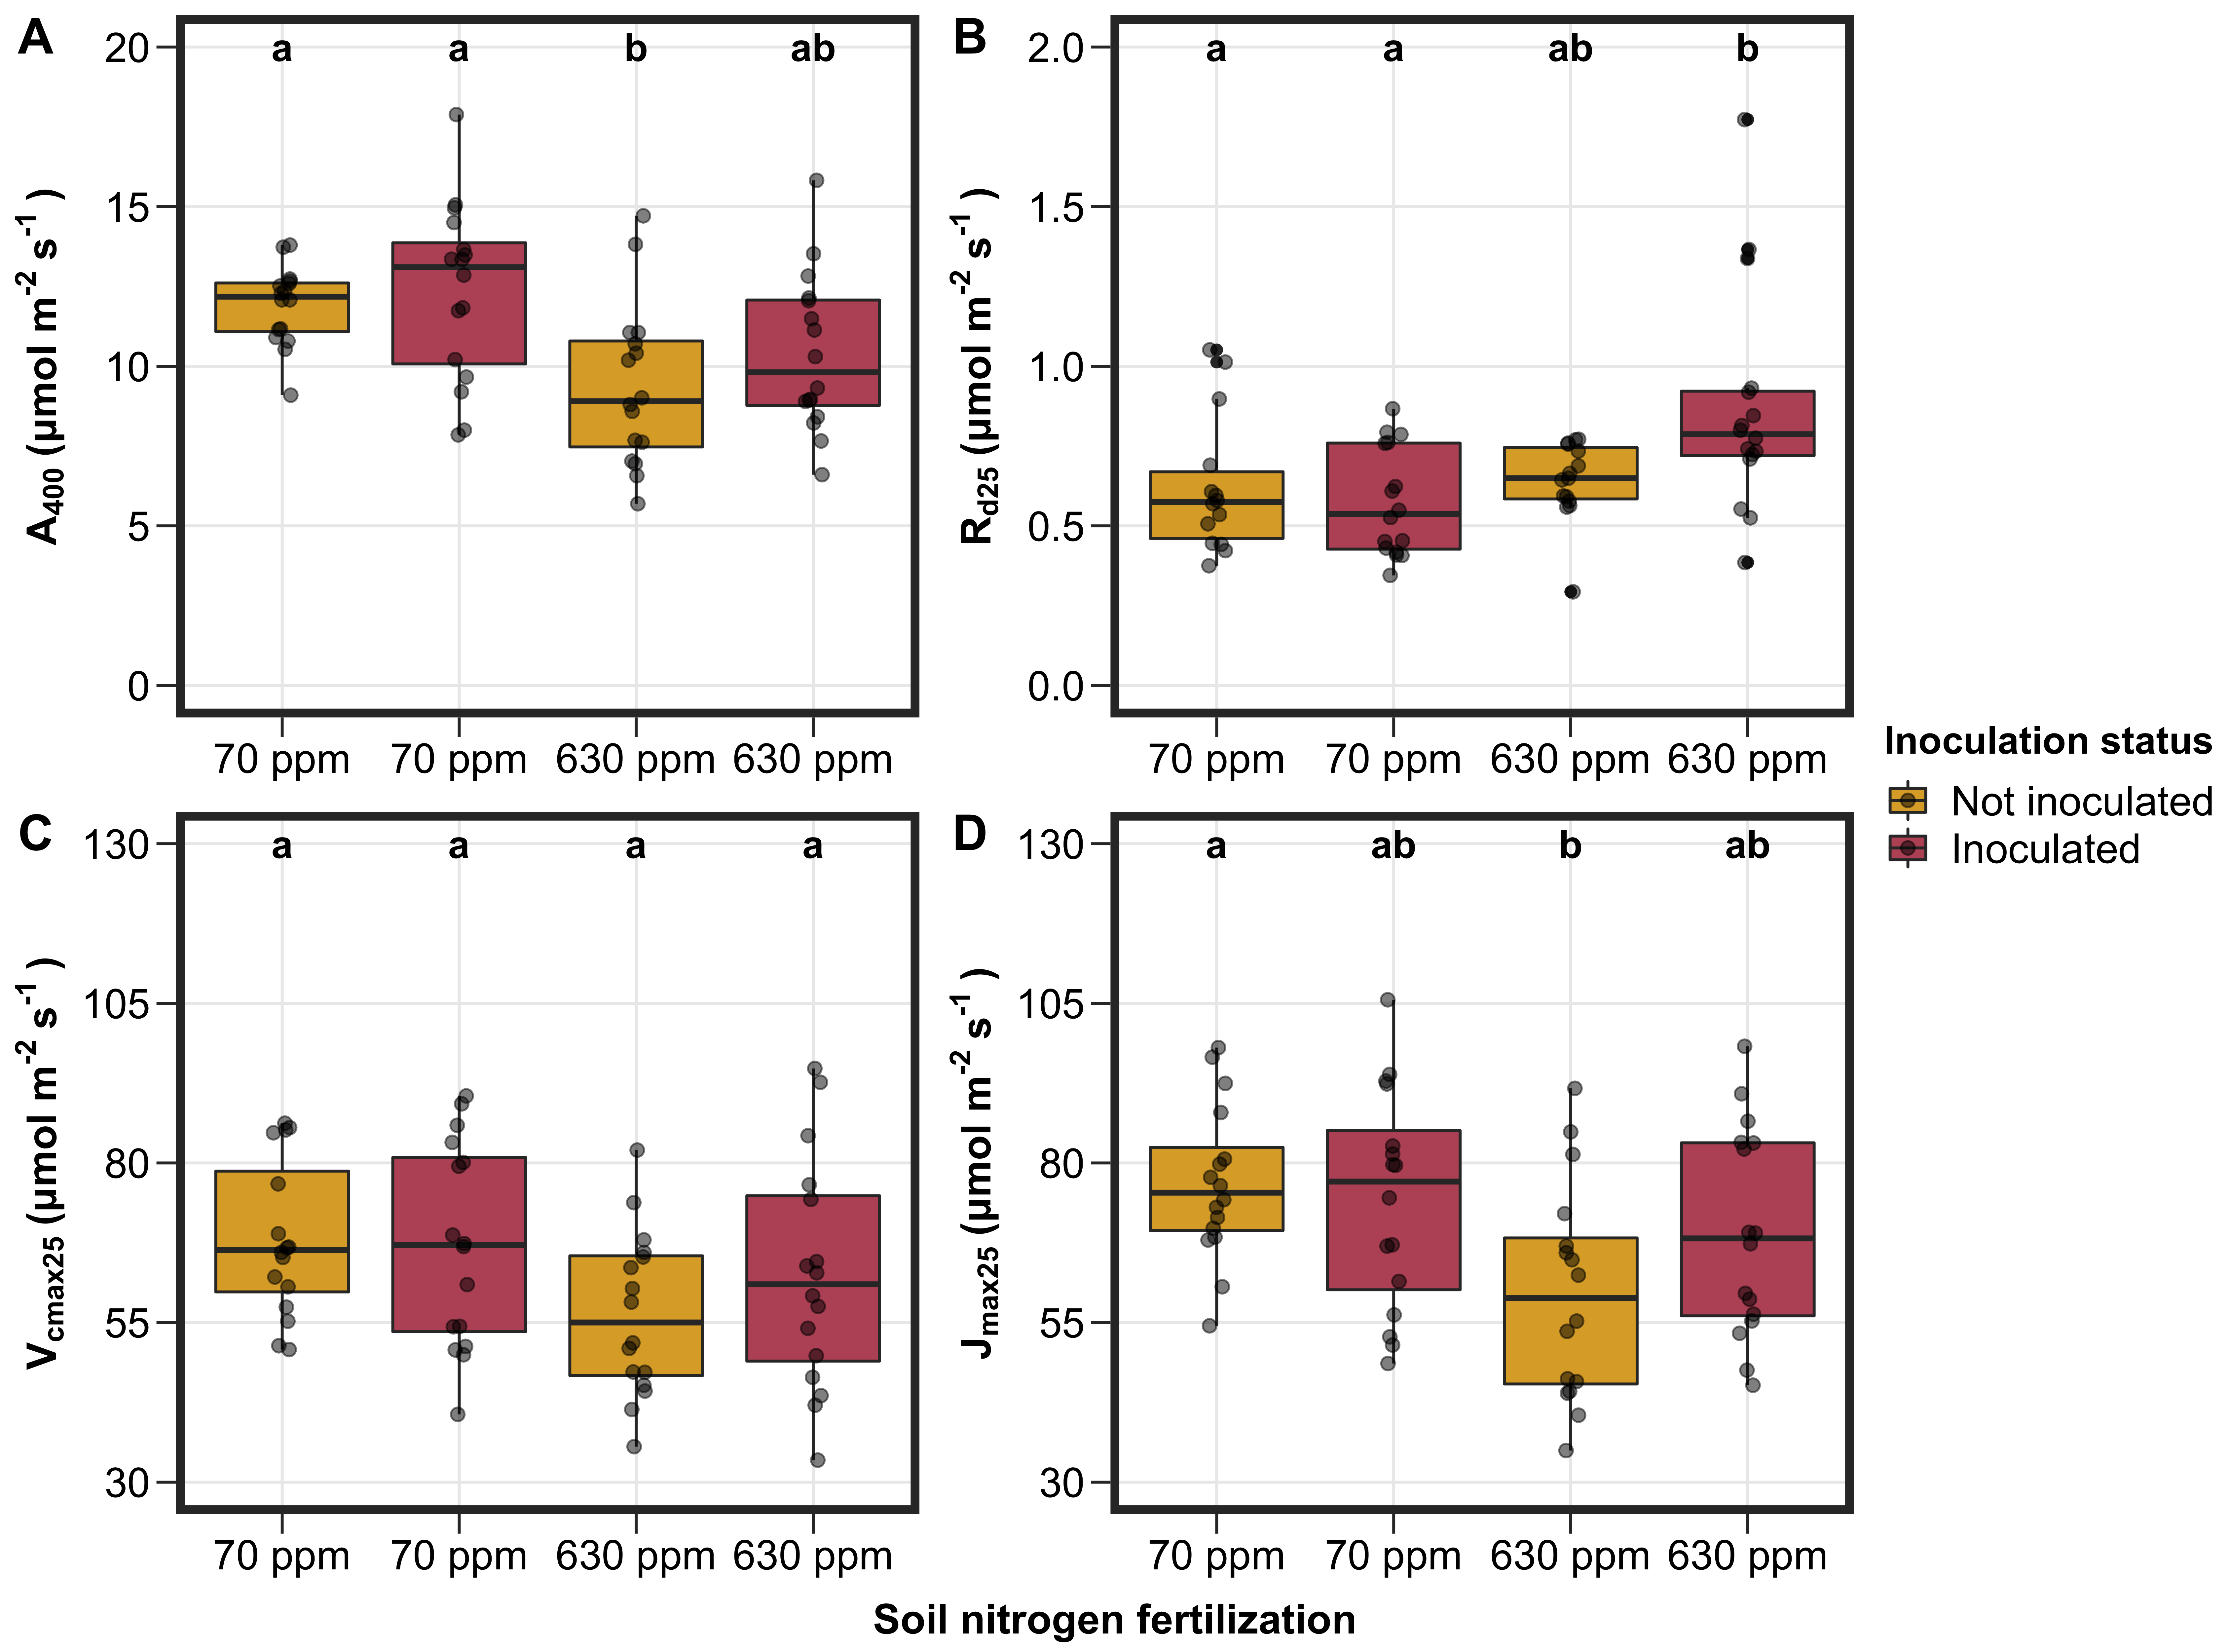 A
B
a a b ab
a a ab b
20
15
10
5
0
A400 (μmol m-2 s-1 )
2.0
1.5
1.0
0.5
0.0
Rd25 (μmol m-2 s-1 )
70 ppm 70 ppm 630 ppm 630 ppm
70 ppm 70 ppm 630 ppm 630 ppm
Inoculation status
Not inoculated
Inoculated
C
D
a a a a
a ab b ab
130
105
80
55
30
Vcmax25 (μmol m-2 s-1 )
130
105
80
55
30
Jmax25 (μmol m-2 s-1 )
70 ppm 70 ppm 630 ppm 630 ppm
70 ppm 70 ppm 630 ppm 630 ppm
Soil nitrogen fertilization